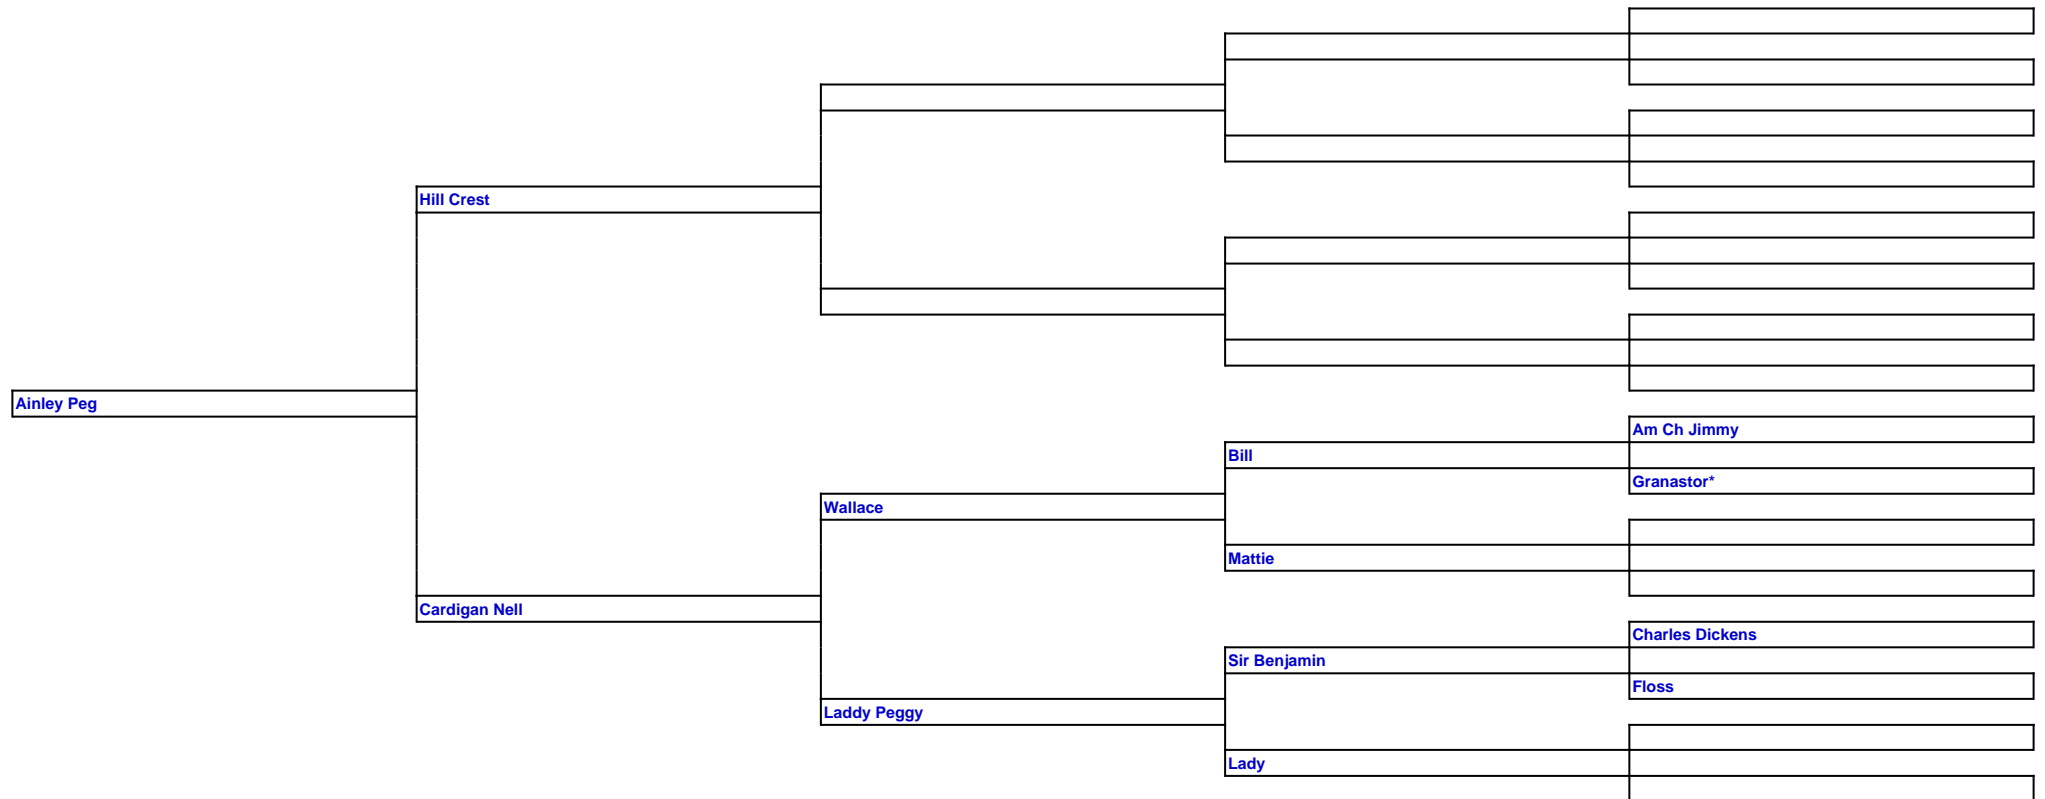 Hill Crest
Ainley Peg
Am Ch Jimmy
Bill
Granastor*
Wallace
Mattie
Cardigan Nell
Charles Dickens
Sir Benjamin
Floss
Laddy Peggy
Lady